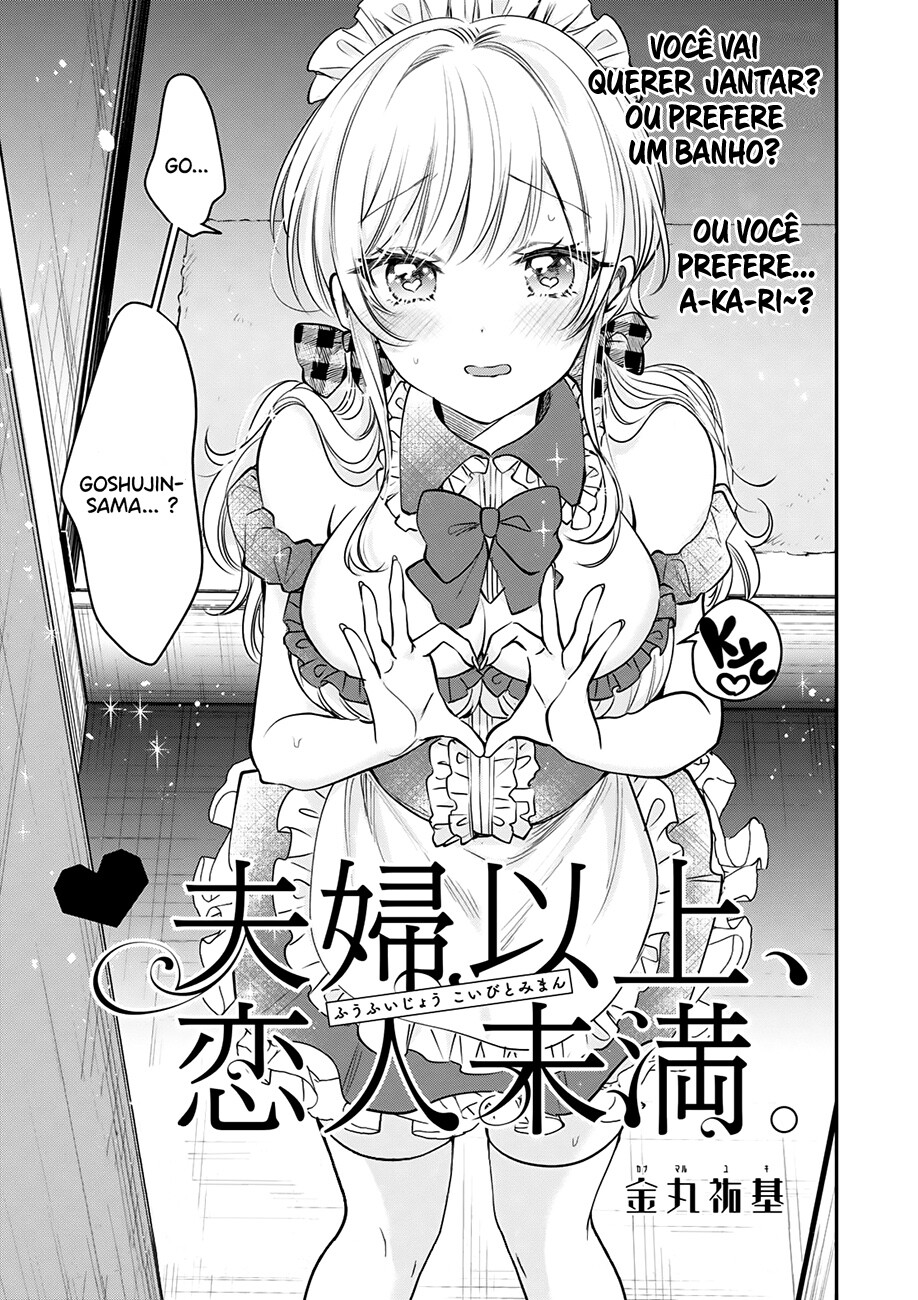 VOCÊ VAI
QUERER JANTAR?
OU PREFERE
UM BANHO?
OU VOCÊ
PREFERE...
A-KA-RI~?
GO...
GOSHUJIN-
SAMA... ?
夫婦以上、
ふうふいじょう こいびとみまん
恋人未満。
カナマルユキ
金丸祐基